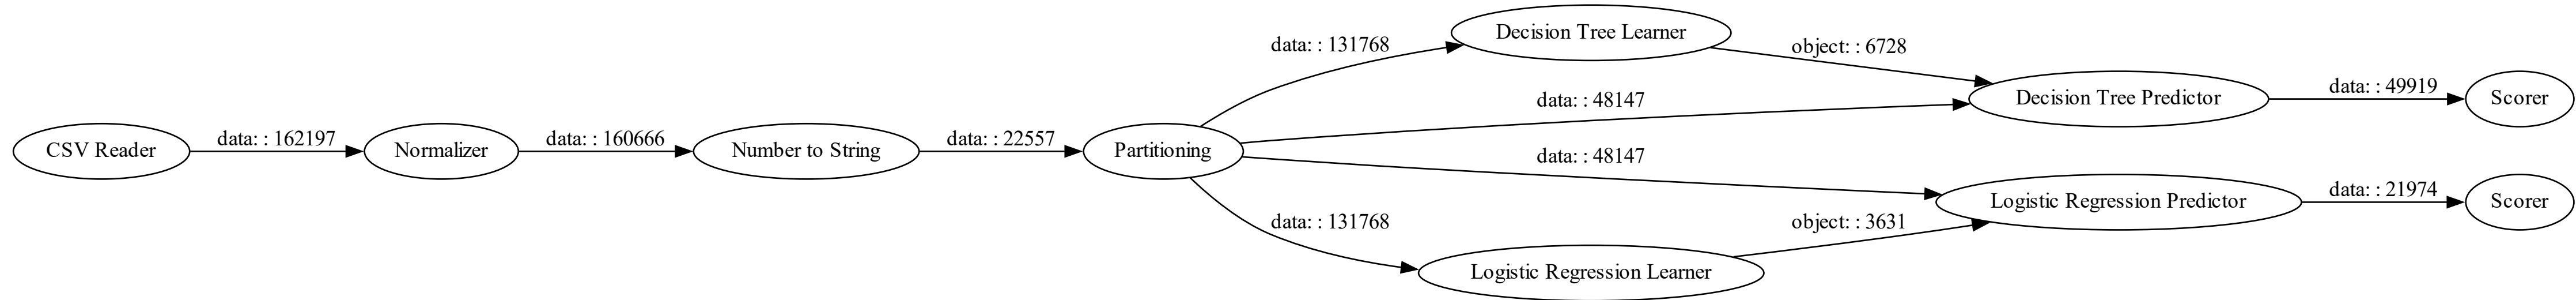 CSV Reader
data: : 162197
Normalizer
data: : 160666
Number to String
data: : 22557
Partitioning
data: : 131768
Decision Tree Learner
object: : 6728
data: : 48147
Decision Tree Predictor
data: : 49919
Scorer
data: : 48147
Logistic Regression Predictor
data: : 21974
Scorer
data: : 131768
Logistic Regression Learner
object: : 3631